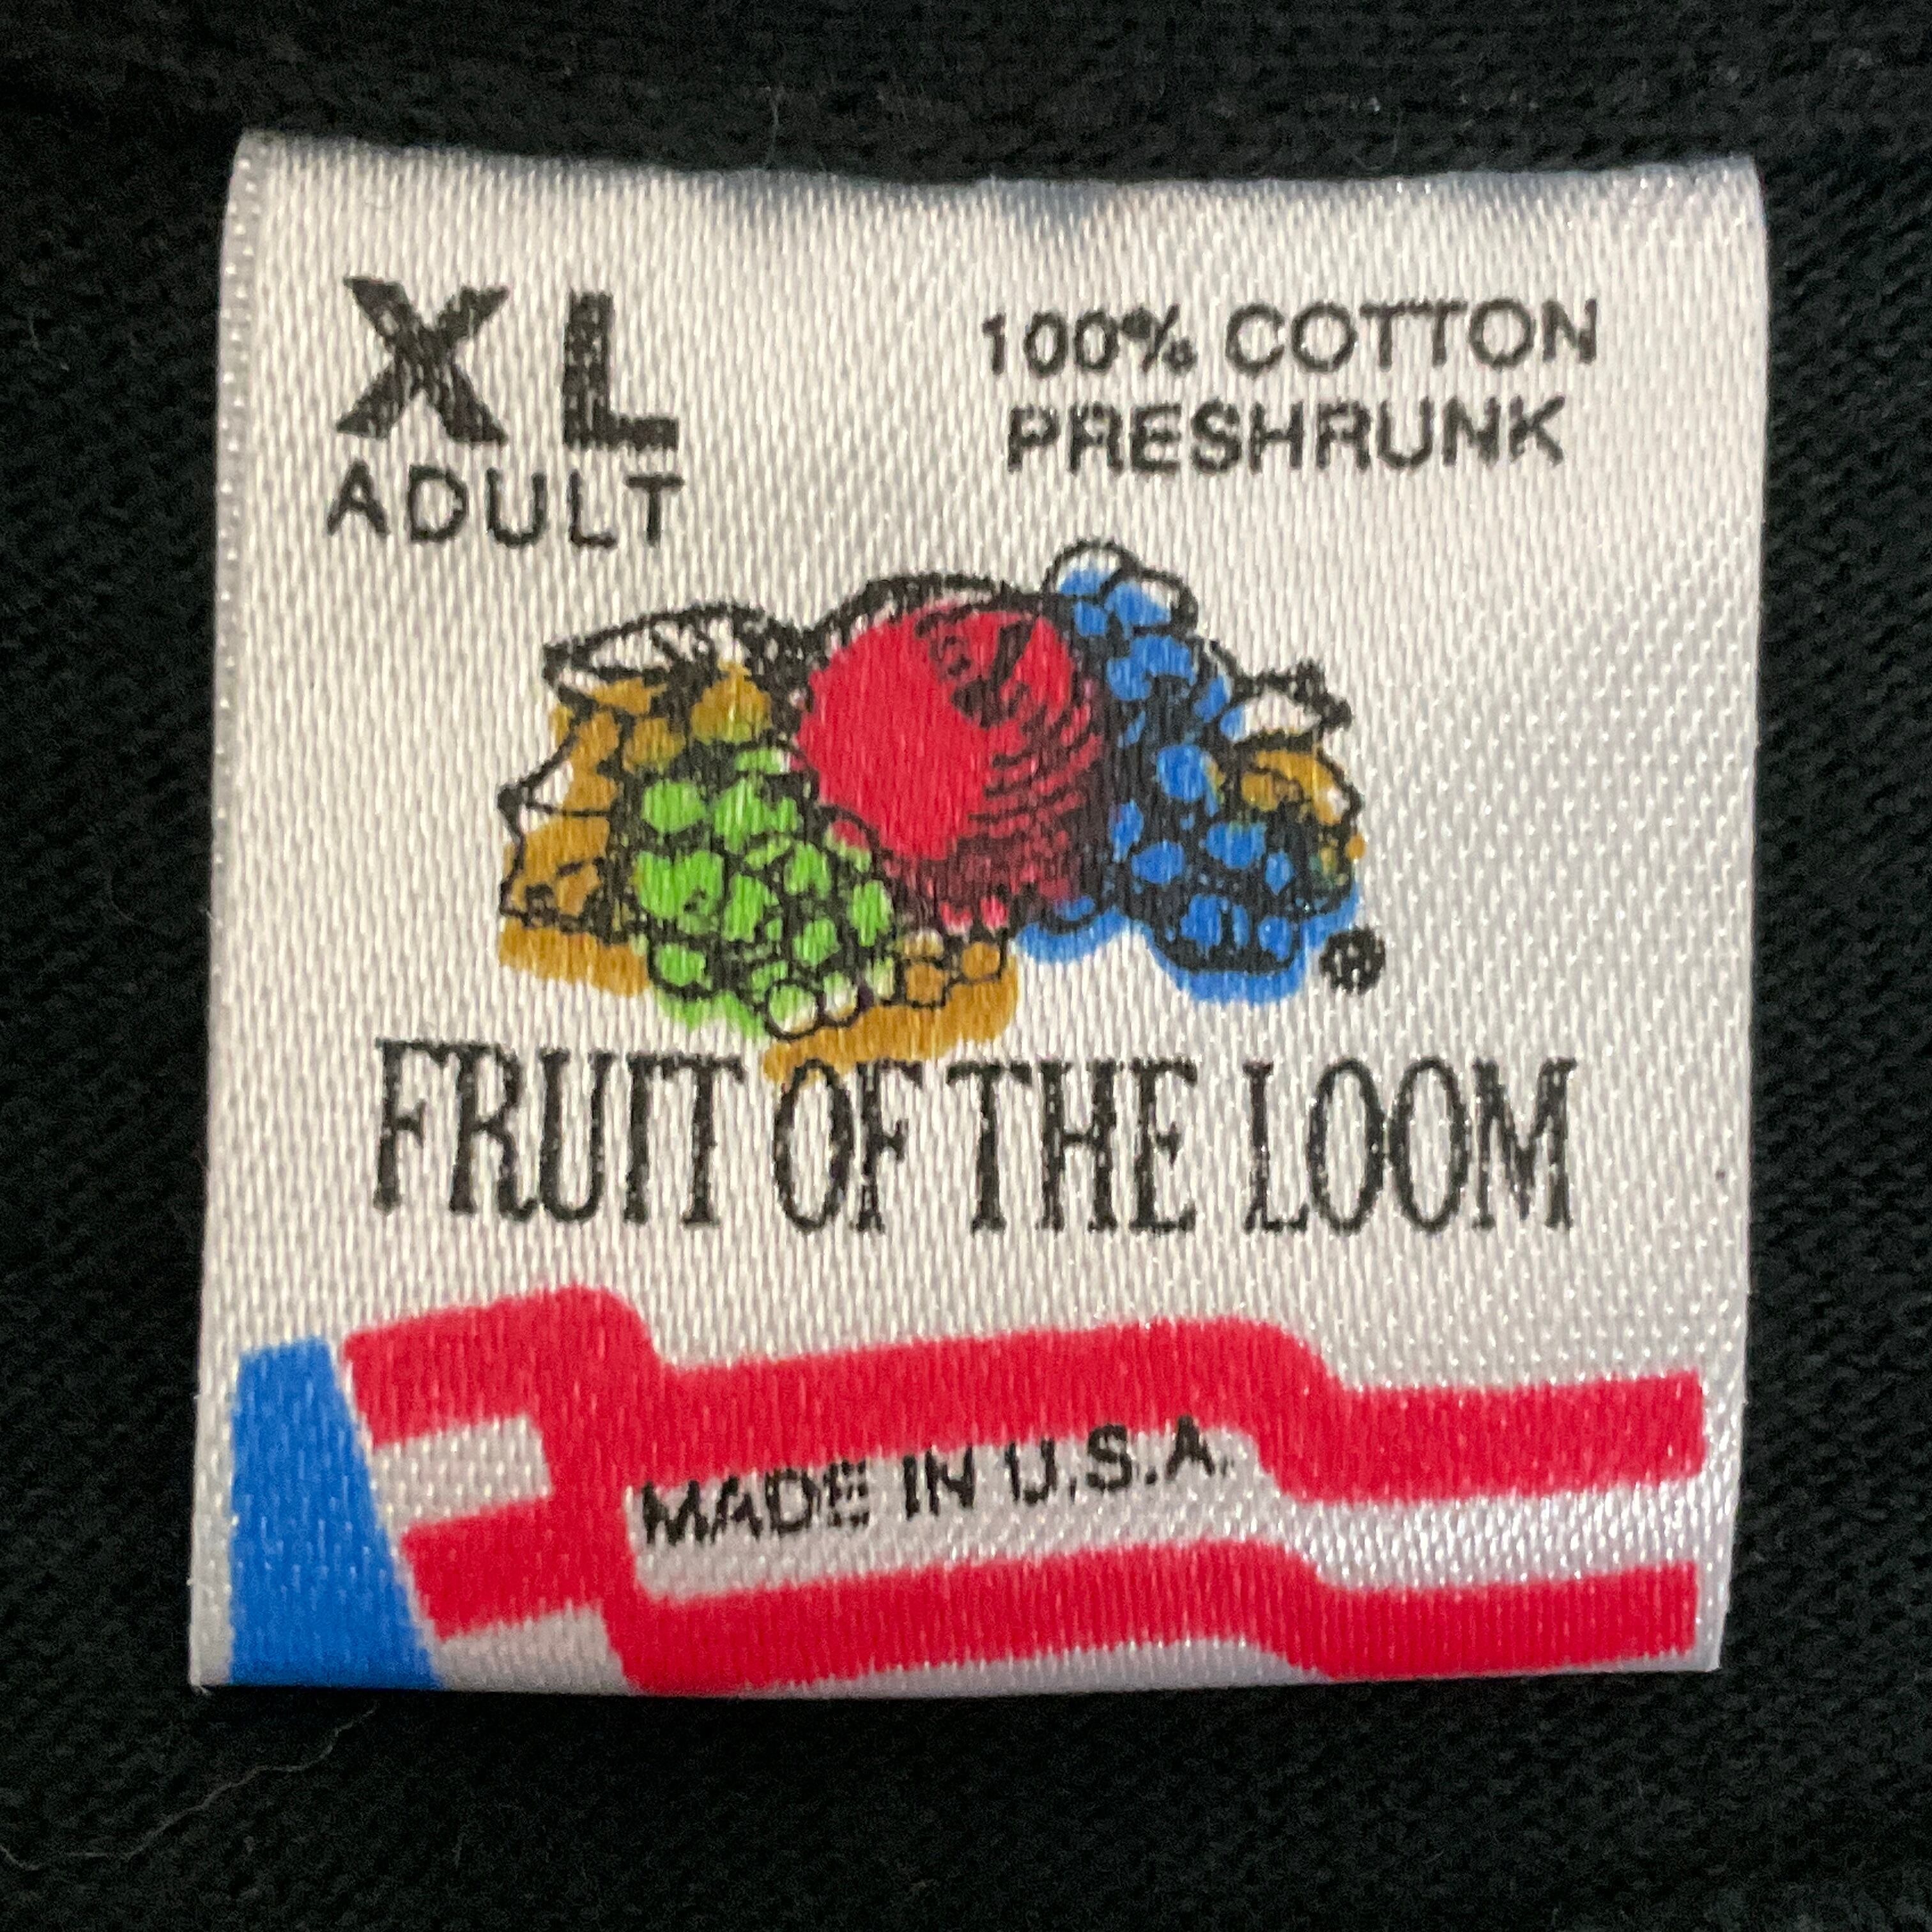 XL
ADULT
100% COTTON
PRESHRUNK
®
FRUIT OF THE LOOM
MADE IN U.S.A.